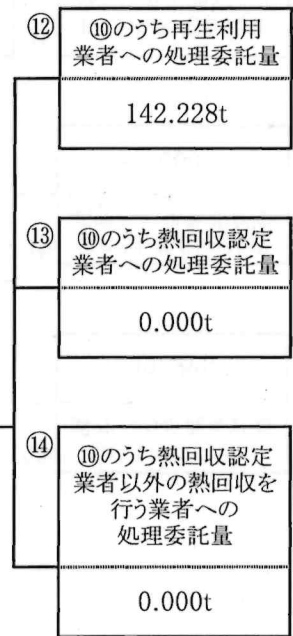 ⑫ ⑩のうち再生利用
業者への処理委託量
142.228t
⑬ ⑩のうち熱回収認定
業者への処理委託量
0.000t
⑭ ⑩のうち熱回収認定
業者以外の熱回収を
行う業者への
処理委託量
0.000t